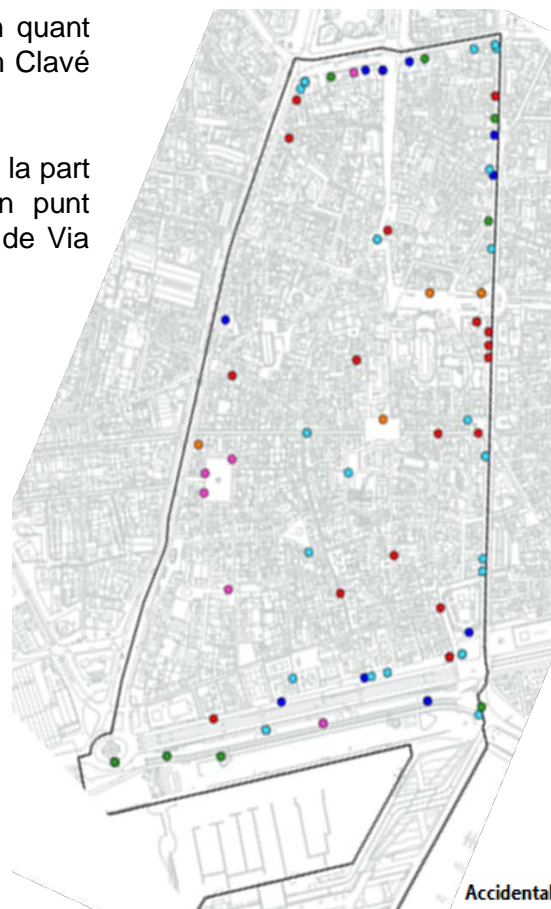 quant
n Clavé
la part
n punt
de Via
Accidental